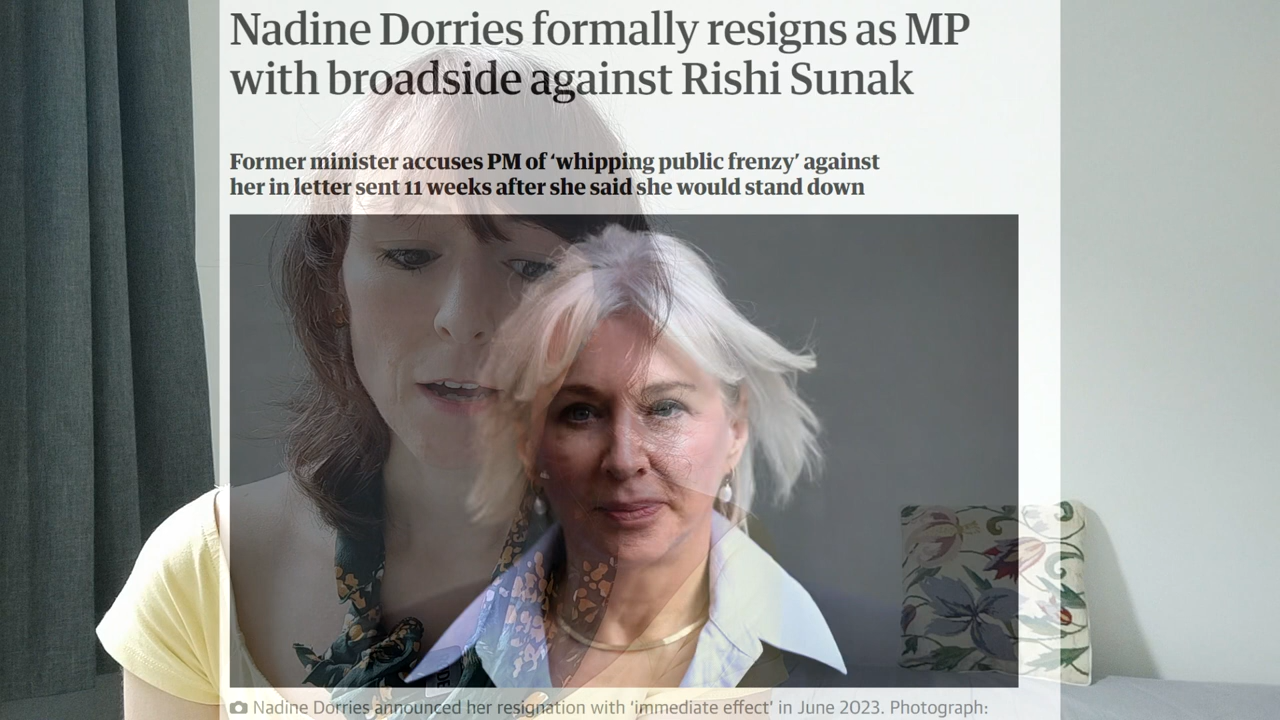 Nadine Dorries formally resigns as MP
with broadside against Rishi Sunak
Former minister accuses PM of ‘whipping public frenzy’ against
her in letter sent 11 weeks after she said she would stand down
Nadine Dorries announced her resignation with ‘immediate effect’ in June 2023. Photograph: